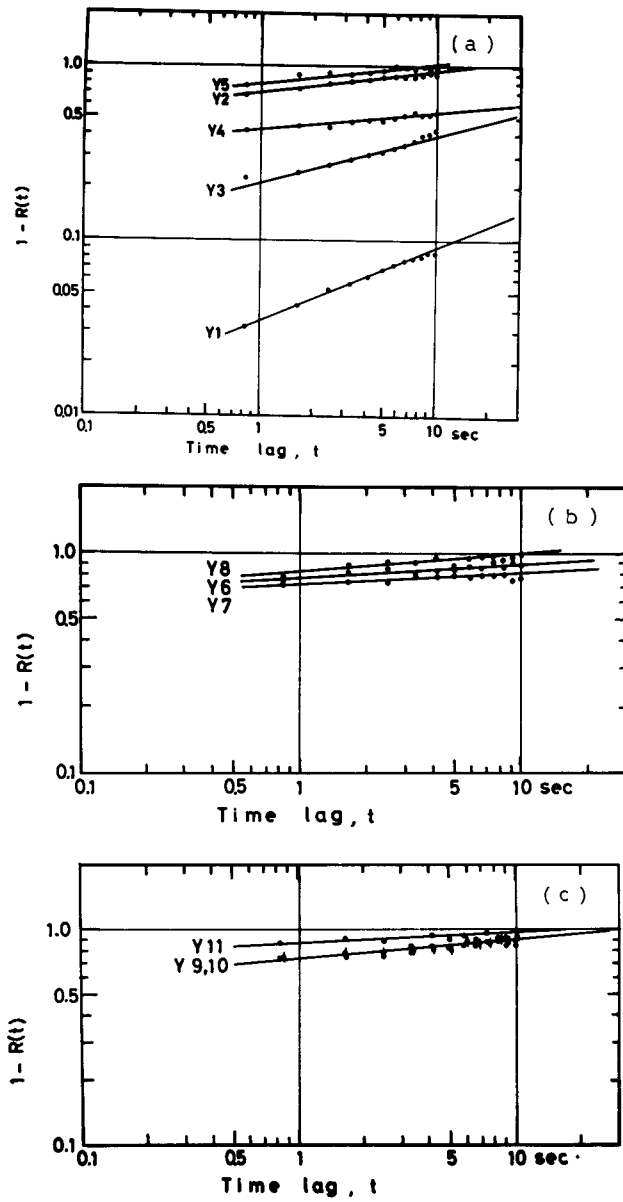 (a)
1.0
Y5
Y2
0.5
Y4
Y3
1 - R(t)
0.1
0.05
Y1
0.01
0.1 0.5 1 5 10 sec
Time lag, t
(b)
1.0
Y8
Y6
Y7
0.5
1 - R(t)
0.1
0.1 0.5 1 5 10 sec
Time lag, t
(c)
1.0
Y11
Y 9,10
0.5
1 - R(t)
0.1
0.1 0.5 1 5 10 sec.
Time lag, t